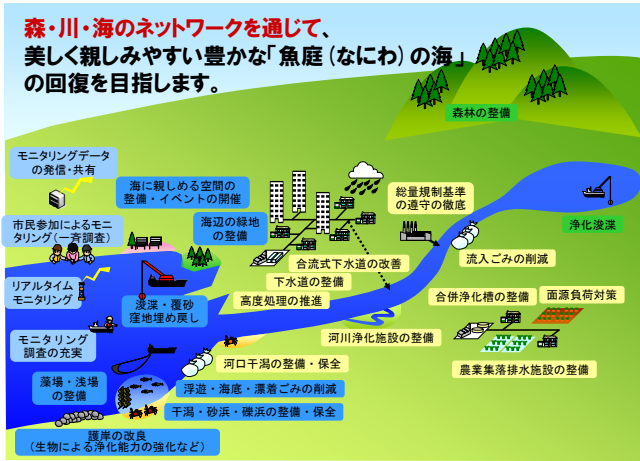 森・川・海のネットワークを通じて、
美しく親しみやすい豊かな「魚庭(なにわ)の海」
の回復を目指します。
森林の整備
モニタリングデータ
の発信・共有
海に親しめる空間の
整備・イベントの開催
総量規制基準
の遵守の徹底
浄化浚渫
市民参加によるモニ
タリング(一斉調査)
海辺の緑地
の整備
合流式下水道の改善
流入ごみの削減
リアルタイム
モニタリング
浚渫・覆砂
窪地埋め戻し
下水道の整備
高度処理の推進
合併浄化槽の整備
面源負荷対策
モニタリング
調査の充実
河川浄化施設の整備
河口干潟の整備・保全
農業集落排水施設の整備
藻場・浅場
の整備
浮遊・海底・漂着ごみの削減
干潟・砂浜・礫浜の整備・保全
護岸の改良
(生物による浄化能力の強化など)